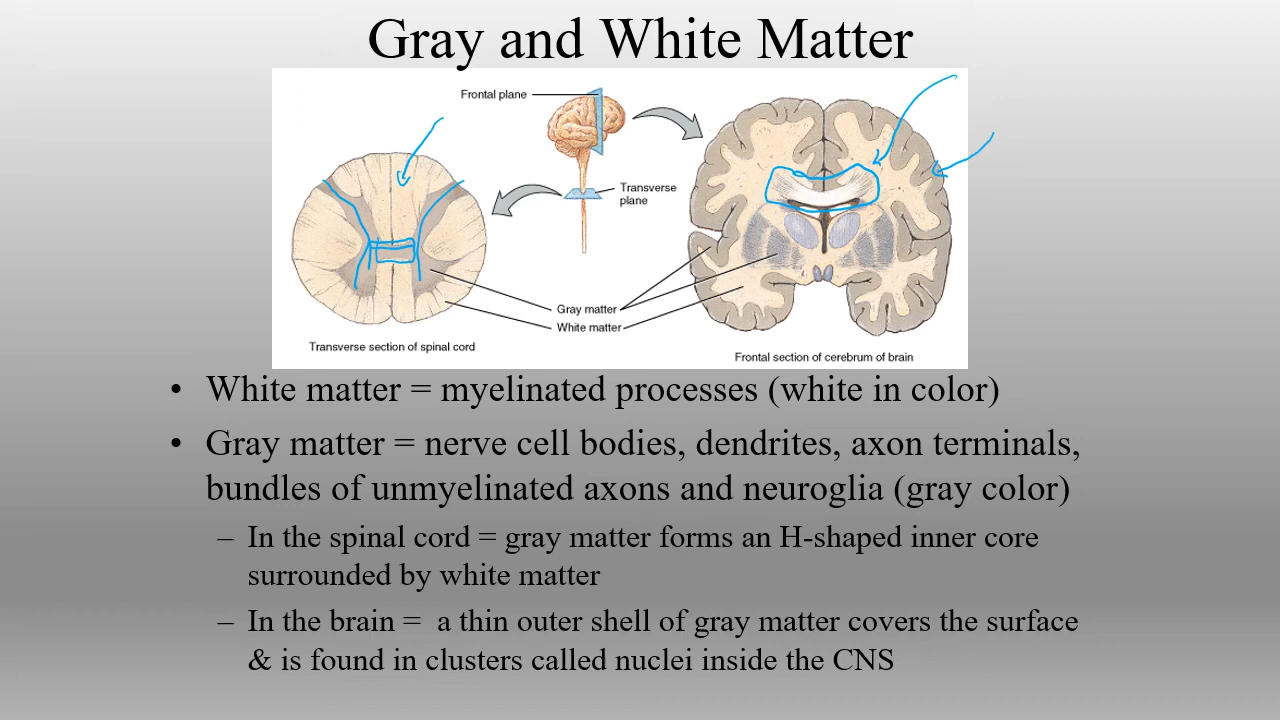 Gray and White Matter
Frontal plane
Transverse
plane
Gray matter
White matter
Transverse section of spinal cord
Frontal section of cerebrum of brain
• White matter = myelinated processes (white in color)
• Gray matter = nerve cell bodies, dendrites, axon terminals,
bundles of unmyelinated axons and neuroglia (gray color)
– In the spinal cord = gray matter forms an H-shaped inner core
surrounded by white matter
– In the brain = a thin outer shell of gray matter covers the surface
& is found in clusters called nuclei inside the CNS